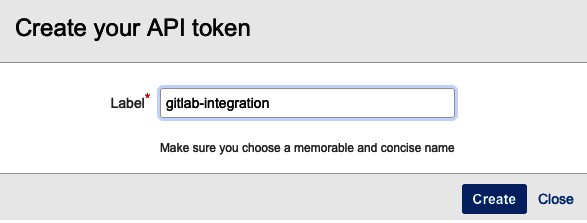 Create your API token
Label*
gitlab-integration
Make sure you choose a memorable and concise name
Create Close